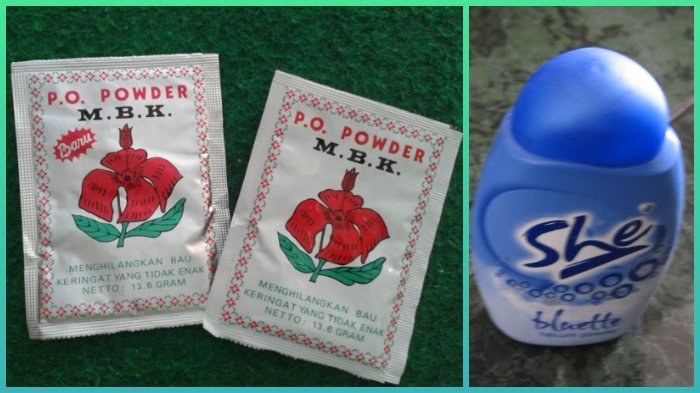 P.O. POWDER
M.B.K.
Baru
MENGHILANGKAN BAU
KERINGAT YANG TIDAK ENAK
NETTO: 13.6 GRAM
P.O. POWDER
M.B.K.
MENGHILANGKAN BAU
KERINGAT YANG TIDAK ENAK
NETTO: 13.6 GRAM
She
bluette
talcum powder